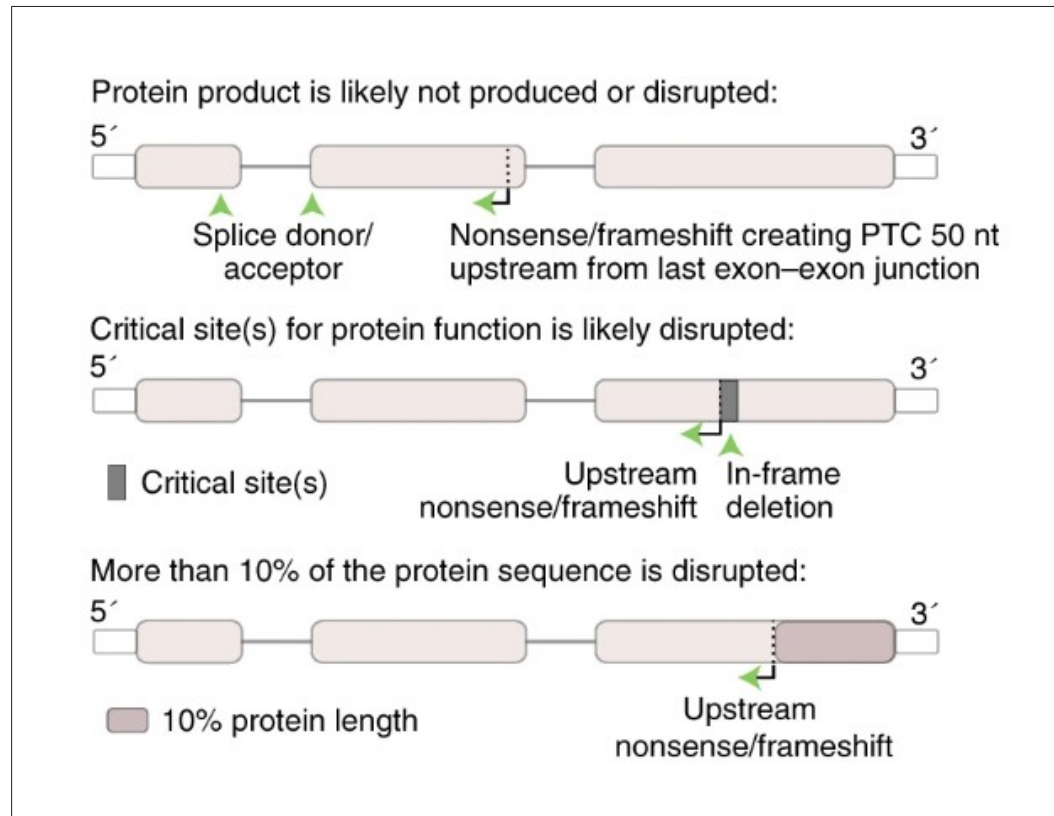 Protein product is likely not produced or disrupted:
5´ 3´
Splice donor/
acceptor
Nonsense/frameshift creating PTC 50 nt
upstream from last exon–exon junction
Critical site(s) for protein function is likely disrupted:
5´ 3´
Critical site(s)
Upstream
nonsense/frameshift
In-frame
deletion
More than 10% of the protein sequence is disrupted:
5´ 3´
10% protein length
Upstream
nonsense/frameshift